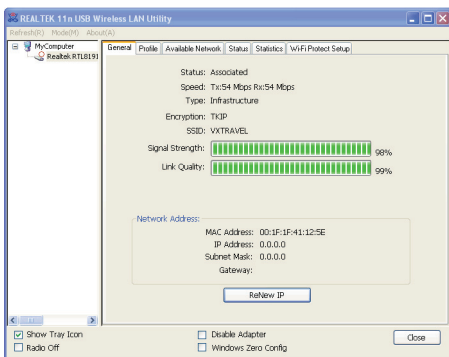 REALTEK 11n USB Wireless LAN Utility
Refresh(R) Mode(M) About(A)
MyComputer
Realtek RTL8191
General Profile Available Network Status Statistics Wi-Fi Protect Setup
Status: Associated
Speed: Tx:54 Mbps Rx:54 Mbps
Type: Infrastructure
Encryption: TKIP
SSID: VXTRAVEL
Signal Strength: 98%
Link Quality: 99%
Network Address:
MAC Address: 00:1F:1F:41:12:5E
IP Address: 0.0.0.0
Subnet Mask: 0.0.0.0
Gateway:
ReNew IP
Show Tray Icon
Radio Off
Disable Adapter
Windows Zero Config
Close